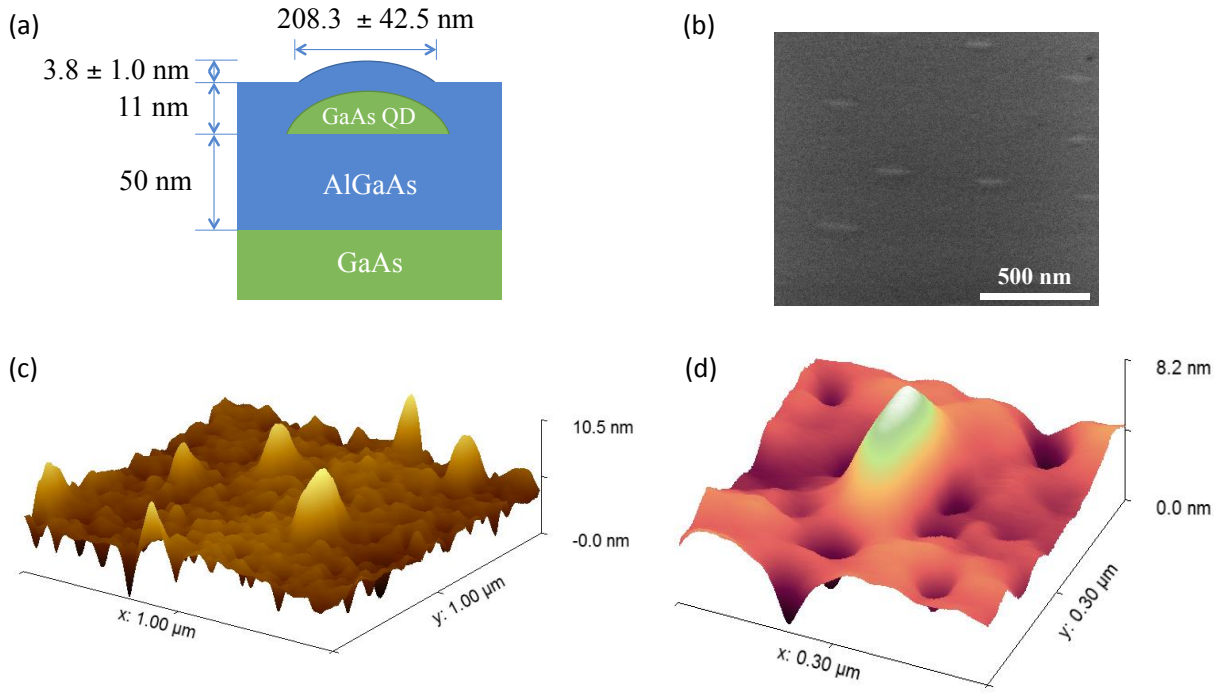 (a)
208.3 ± 42.5 nm
3.8 ± 1.0 nm
11 nm
GaAs QD
50 nm
AlGaAs
GaAs
(b)
500 nm
(c)
10.5 nm
-0.0 nm
x: 1.00 µm
y: 1.00 µm
(d)
8.2 nm
0.0 nm
x: 0.30 µm
y: 0.30 µm